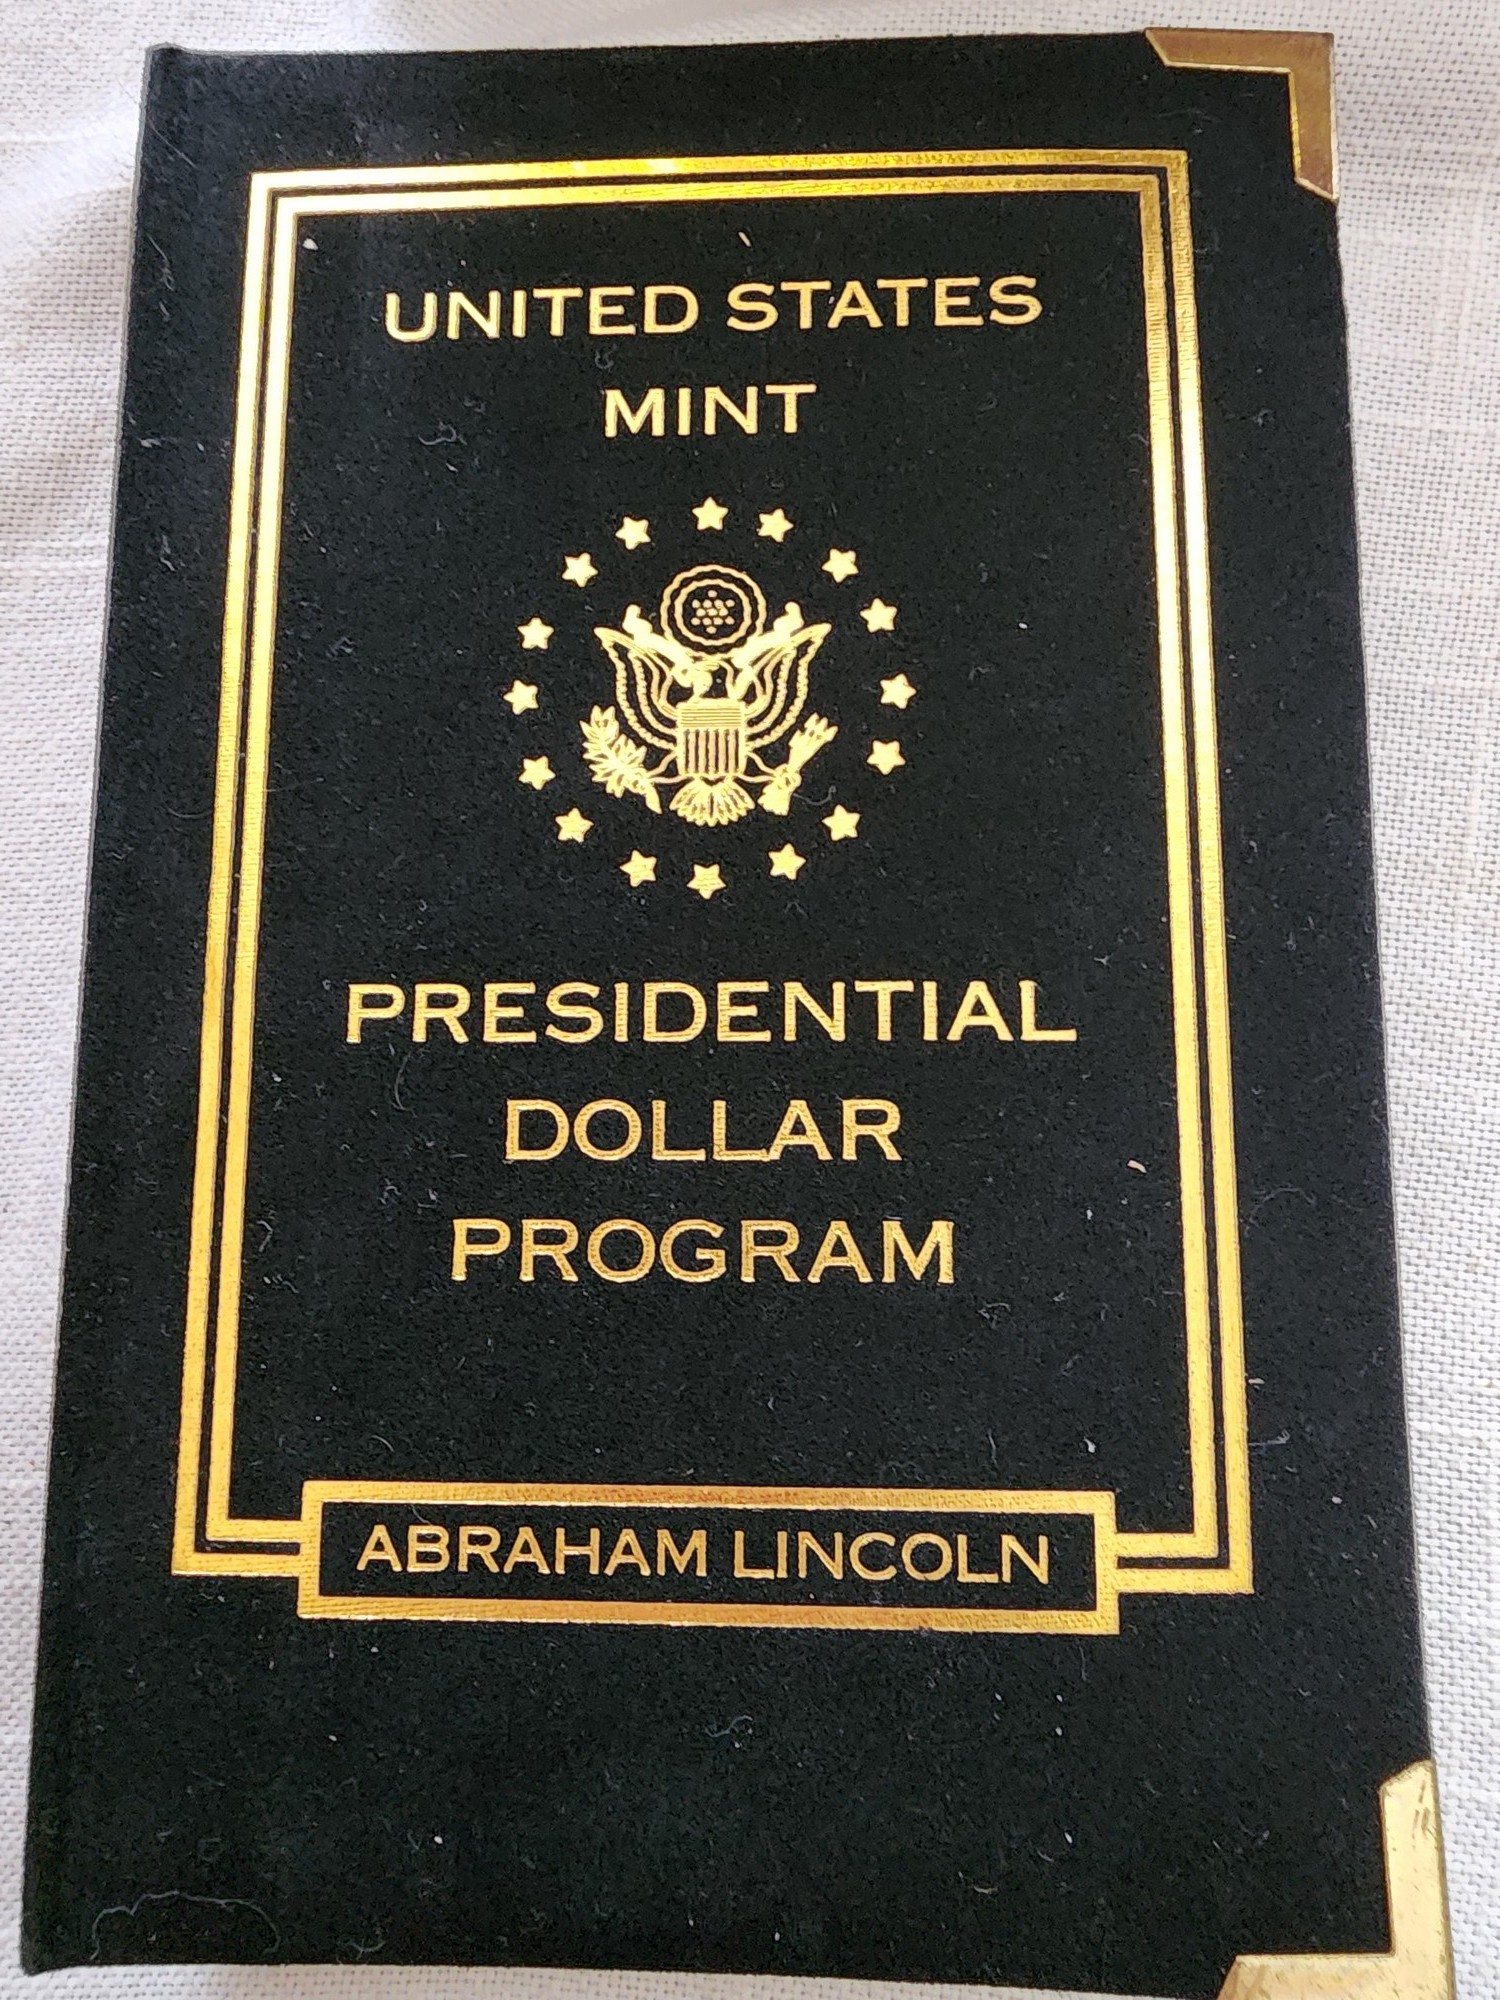 UNITED STATES
MINT
PRESIDENTIAL
DOLLAR
PROGRAM
ABRAHAM LINCOLN